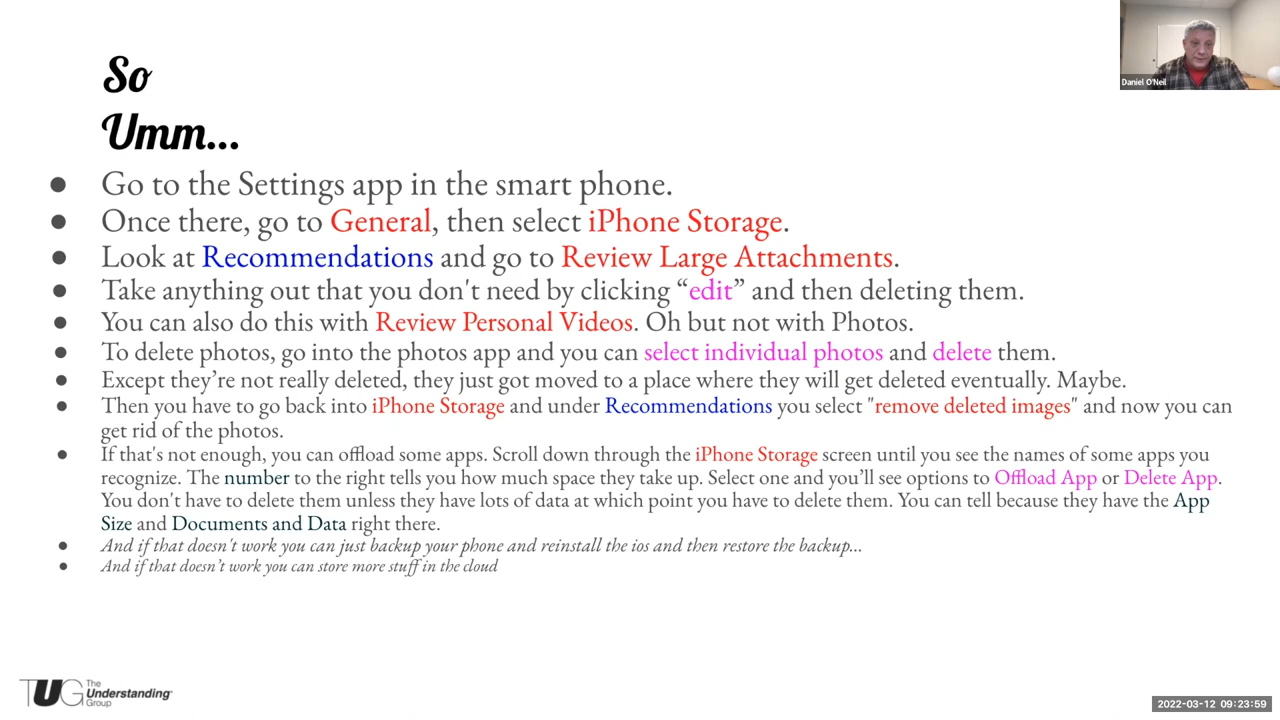 Daniel O'Neil
So
Umm...
● Go to the Settings app in the smart phone.
● Once there, go to General, then select iPhone Storage.
● Look at Recommendations and go to Review Large Attachments.
● Take anything out that you don't need by clicking “edit” and then deleting them.
● You can also do this with Review Personal Videos. Oh but not with Photos.
● To delete photos, go into the photos app and you can select individual photos and delete them.
● Except they’re not really deleted, they just got moved to a place where they will get deleted eventually. Maybe.
● Then you have to go back into iPhone Storage and under Recommendations you select "remove deleted images" and now you can
get rid of the photos.
● If that's not enough, you can offload some apps. Scroll down through the iPhone Storage screen until you see the names of some apps you
recognize. The number to the right tells you how much space they take up. Select one and you’ll see options to Offload App or Delete App.
You don't have to delete them unless they have lots of data at which point you have to delete them. You can tell because they have the App
Size and Documents and Data right there.
● And if that doesn't work you can just backup your phone and reinstall the ios and then restore the backup...
● And if that doesn’t work you can store more stuff in the cloud
TUG The
Understanding
Group
2022-03-12 09:23:59